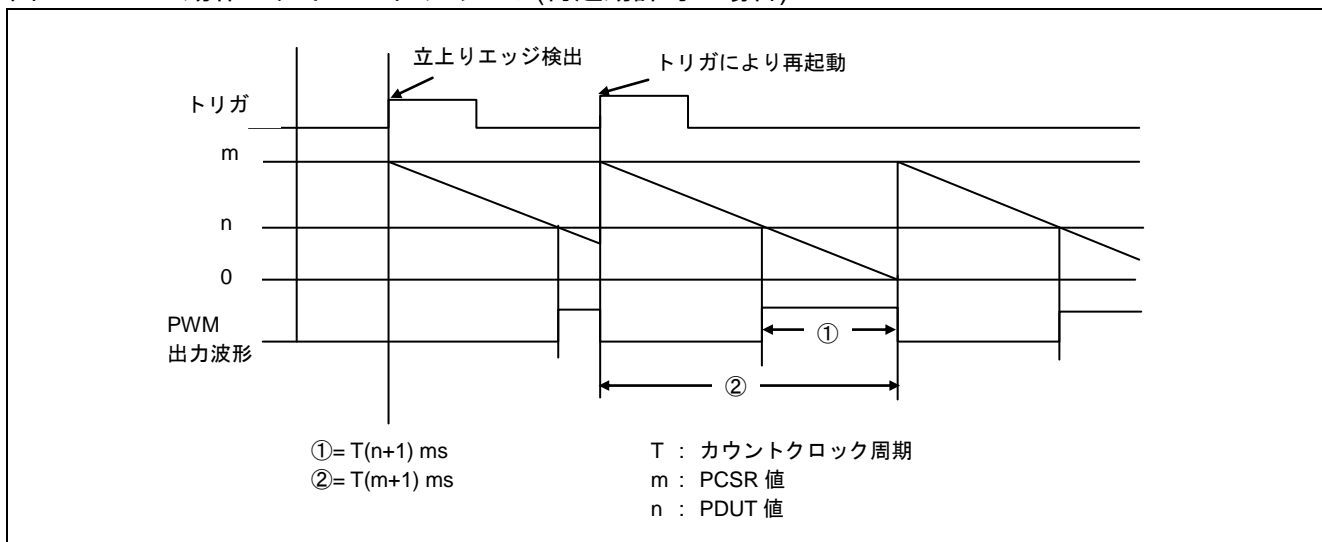 立上りエッジ検出
トリガにより再起動
トリガ
m
n
0
PWM
出力波形
①
②
①= T(n+1) ms
②= T(m+1) ms
T : カウントクロック周期
m : PCSR 値
n : PDUT 値